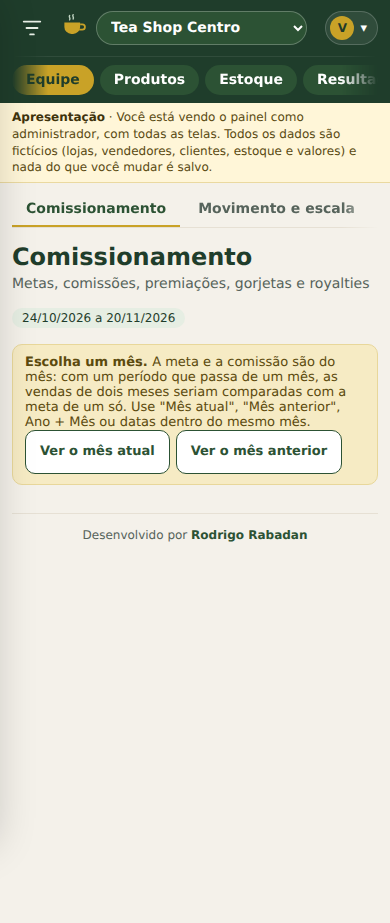 Tea Shop Centro
V ▾
Equipe Produtos Estoque Resulta
Apresentação · Você está vendo o painel como
administrador, com todas as telas. Todos os dados são
fictícios (lojas, vendedores, clientes, estoque e valores) e
nada do que você mudar é salvo.
Comissionamento Movimento e escala
Comissionamento
Metas, comissões, premiações, gorjetas e royalties
24/10/2026 a 20/11/2026
Escolha um mês. A meta e a comissão são do
mês: com um período que passa de um mês, as
vendas de dois meses seriam comparadas com a
meta de um só. Use "Mês atual", "Mês anterior",
Ano + Mês ou datas dentro do mesmo mês.
Ver o mês atual Ver o mês anterior
Desenvolvido por Rodrigo Rabadan